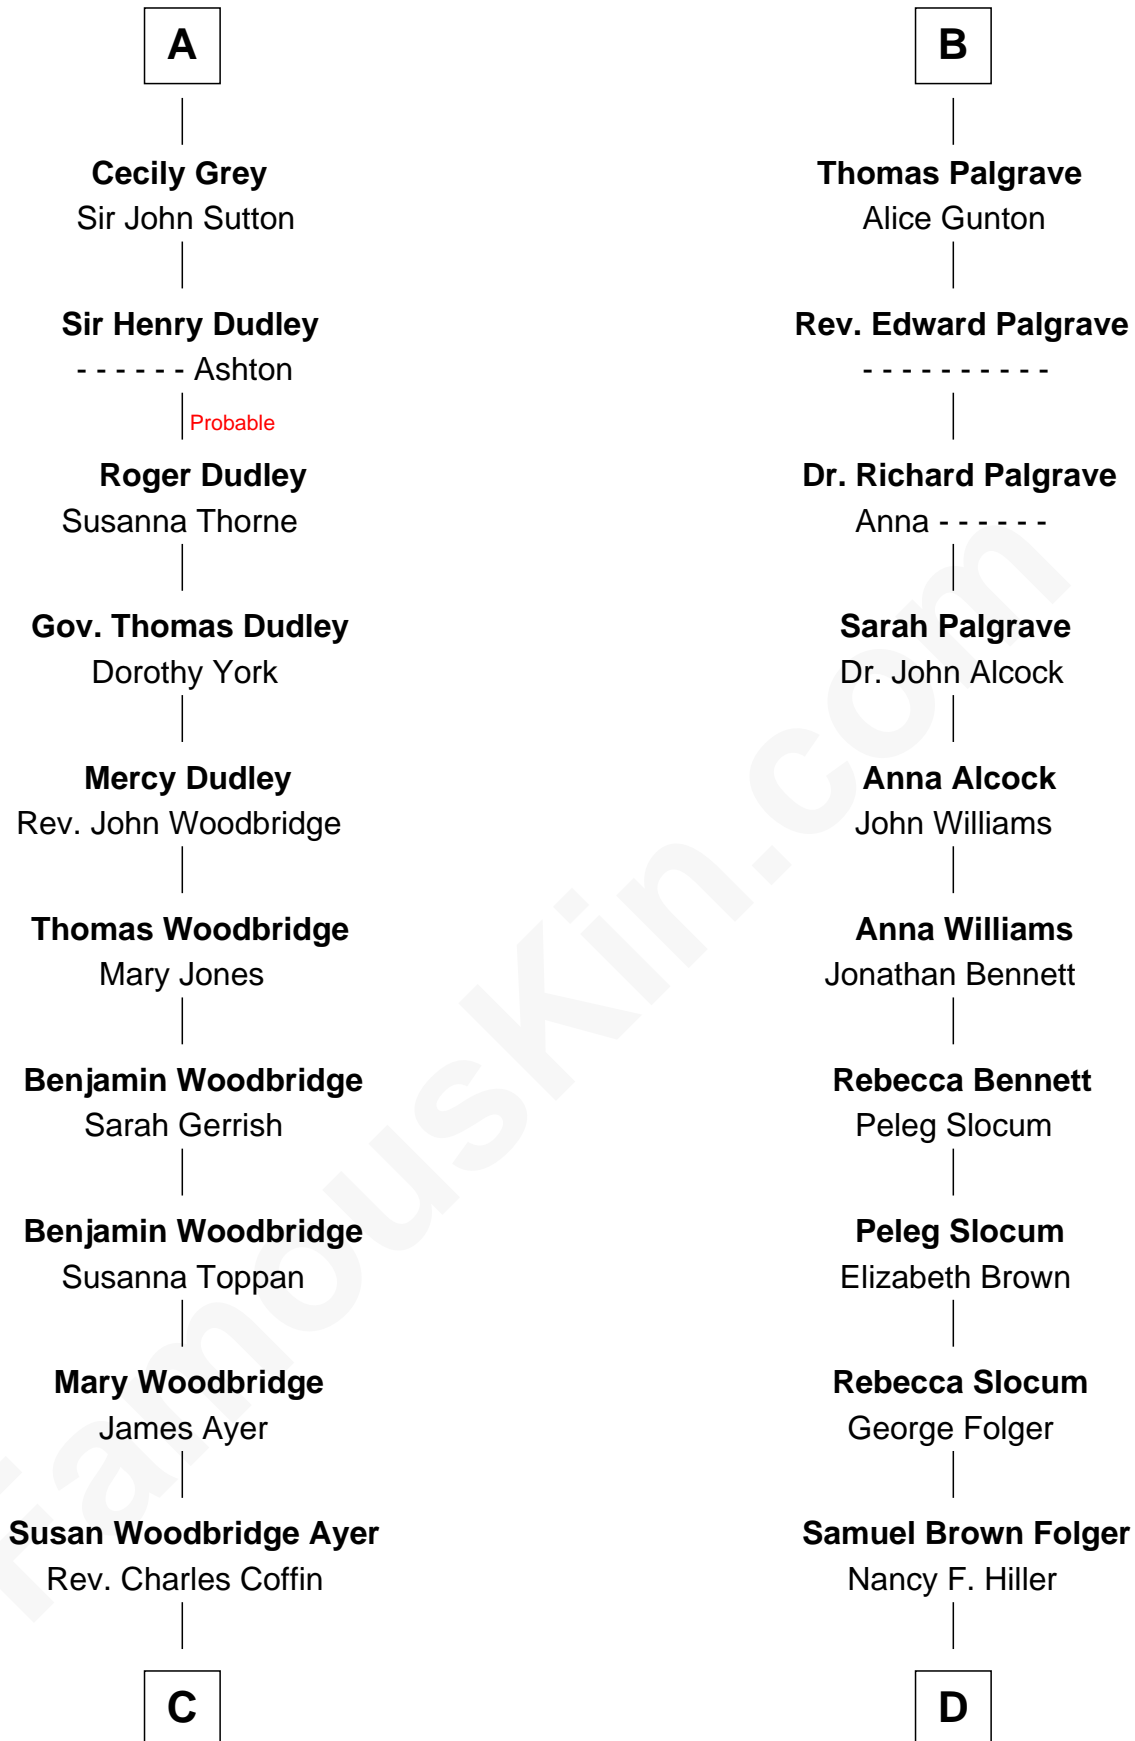 A
Cecily Grey
Sir John Sutton
Sir Henry Dudley
- - - - - - Ashton
Probable
Roger Dudley
Susanna Thorne
Gov. Thomas Dudley
Dorothy York
Mercy Dudley
Rev. John Woodbridge
Thomas Woodbridge
Mary Jones
Benjamin Woodbridge
Sarah Gerrish
Benjamin Woodbridge
Susanna Toppan
Mary Woodbridge
James Ayer
Susan Woodbridge Ayer
Rev. Charles Coffin
C
B
Thomas Palgrave
Alice Gunton
Rev. Edward Palgrave
- - - - - - - - - -
Dr. Richard Palgrave
Anna - - - - - -
Sarah Palgrave
Dr. John Alcock
Anna Alcock
John Williams
Anna Williams
Jonathan Bennett
Rebecca Bennett
Peleg Slocum
Peleg Slocum
Elizabeth Brown
Rebecca Slocum
George Folger
Samuel Brown Folger
Nancy F. Hiller
D
FamousKin.com